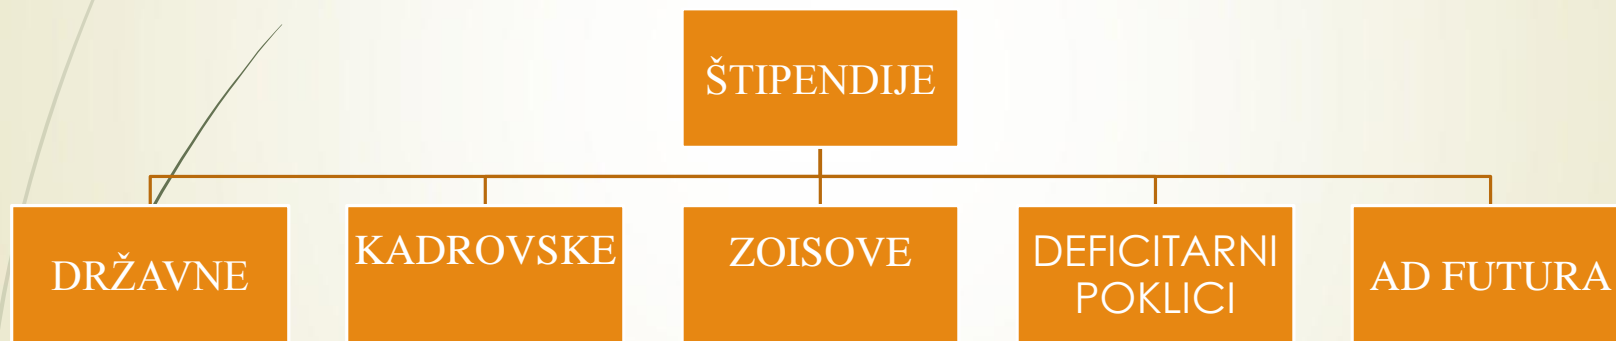 ŠTIPENDIJE
DRŽAVNE
KADROVSKE
ZOISOVE
DEFICITARNI
POKLICI
AD FUTURA